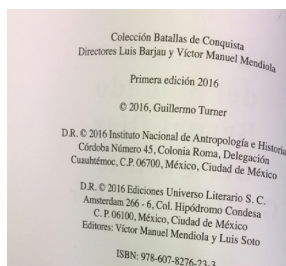 Colección Batallas de Conquista
Directores Luis Barjau y Víctor Manuel Mendiola
Primera edición 2016
© 2016, Guillermo Turner
D.R. © 2016 Instituto Nacional de Antropología e Historia
Córdoba Número 45, Colonia Roma, Delegación
Cuauhtémoc, C.P. 06700, México, Ciudad de México
D.R. © 2016 Ediciones Universo Literario S. C.
Amsterdam 266 - 6, Col. Hipódromo Condesa
C. P. 06100, México, Ciudad de México
Editores: Víctor Manuel Mendiola y Luis Soto
ISBN: 978-607-8276-23-3